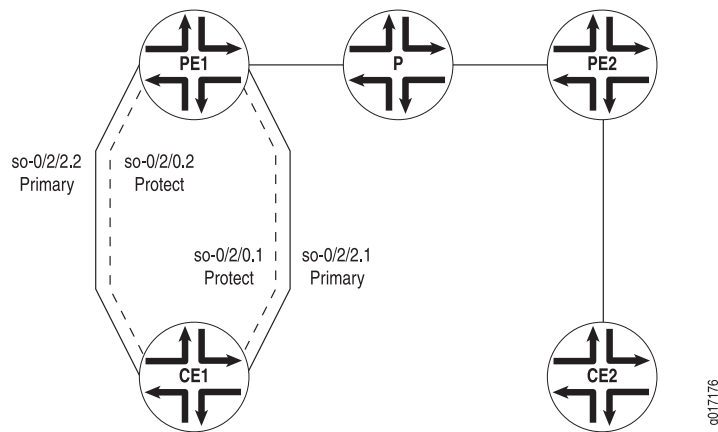 PE1
P
PE2
so-0/2/2.2
Primary
so-0/2/0.2
Protect
so-0/2/0.1
Protect
so-0/2/2.1
Primary
CE1
CE2
g017176